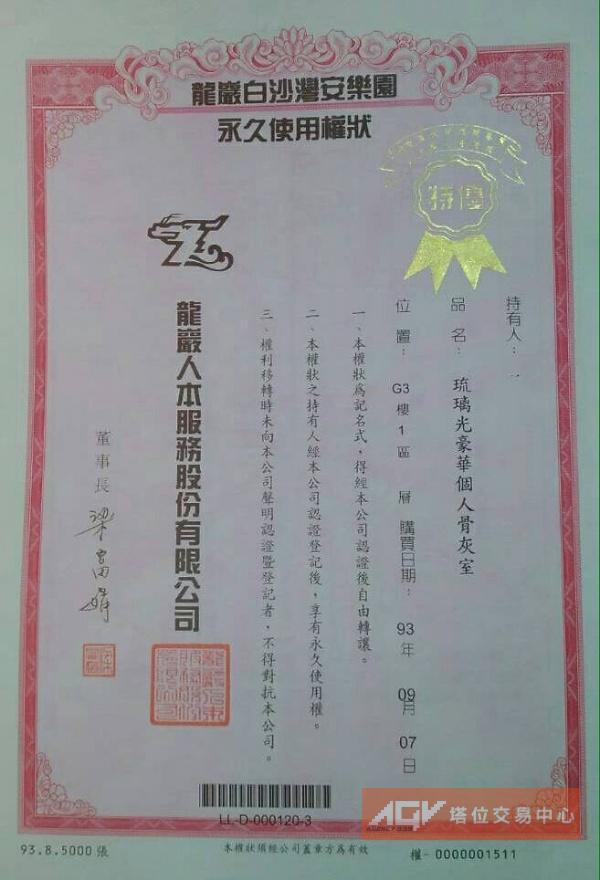 龍巖白沙灣安樂園
永久使用權狀
特優
持有人：
品名：琉璃光豪華個人骨灰室
位置：G3樓1區 層 購買日期：93年09月07日
一、本權狀為記名式，得經本公司認證後自由轉讓。
二、本權狀之持有人經本公司認證登記後，享有永久使用權。
三、權利移轉時未向本公司聲明認證暨登記者，不得對抗本公司。
龍巖人本服務股份有限公司
董事長
LL-D-000120-3
AGV 塔位交易中心
93.8.5000張
本權狀須經公司蓋章方為有效
權-0000001511